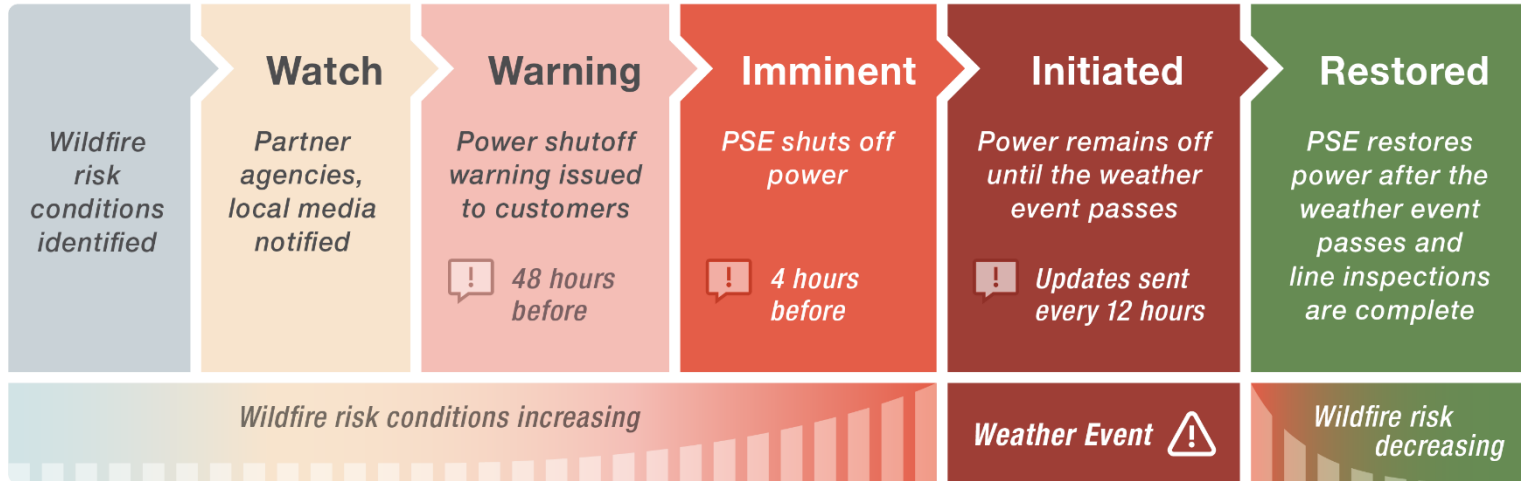 Wildfire
risk
conditions
identified
Watch
Partner
agencies,
local media
notified
Warning
Power shutoff
warning issued
to customers
!
48 hours
before
Imminent
PSE shuts off
power
!
4 hours
before
Initiated
Power remains off
until the weather
event passes
!
Updates sent
every 12 hours
Restored
PSE restores
power after the
weather event
passes and
line inspections
are complete
Wildfire risk conditions increasing
Weather Event
!
Wildfire risk
decreasing